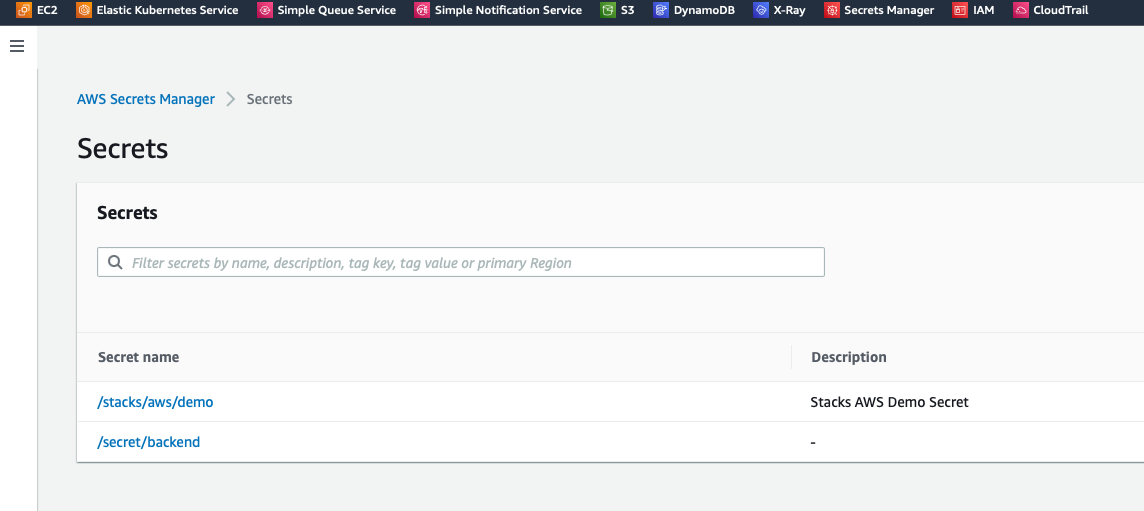 EC2 Elastic Kubernetes Service Simple Queue Service Simple Notification Service S3 DynamoDB X-Ray Secrets Manager IAM CloudTrail
AWS Secrets Manager Secrets
Secrets
Secrets
Filter secrets by name, description, tag key, tag value or primary Region
Secret name Description
/stacks/aws/demo Stacks AWS Demo Secret
/secret/backend -